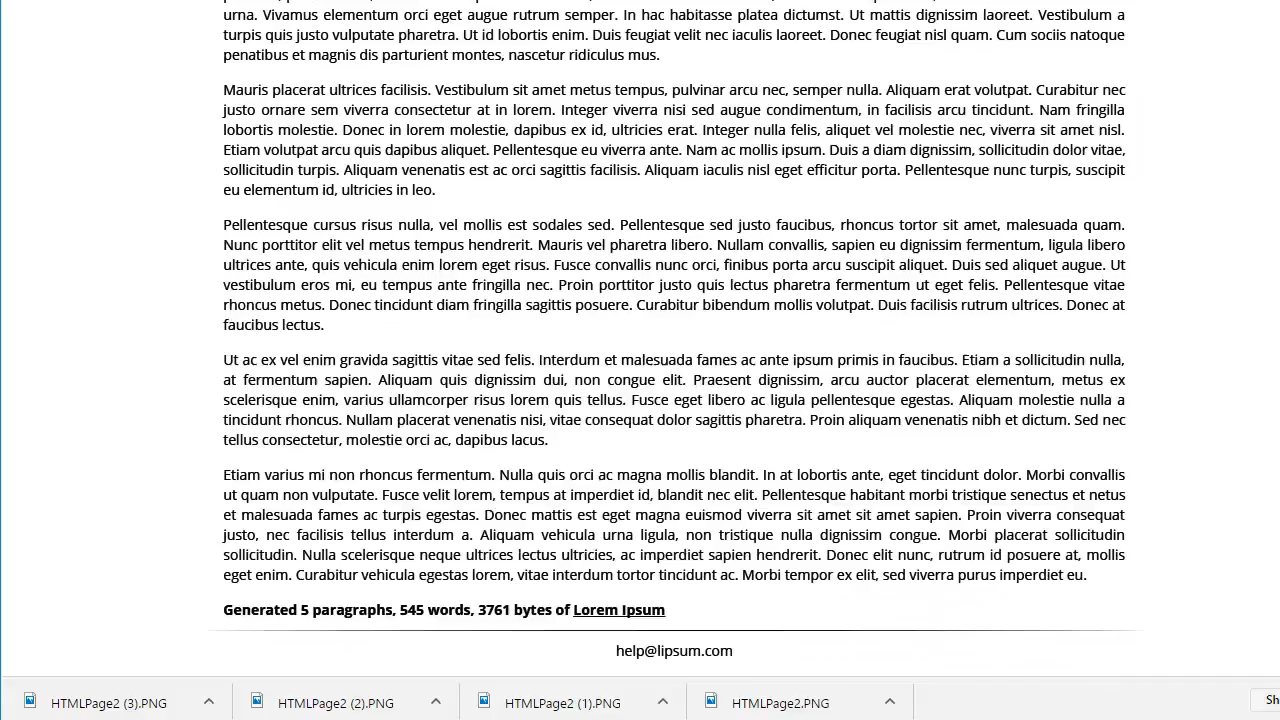 urna. Vivamus elementum orci eget augue rutrum semper. In hac habitasse platea dictumst. Ut mattis dignissim laoreet. Vestibulum a
turpis quis justo vulputate pharetra. Ut id lobortis enim. Duis feugiat velit nec iaculis laoreet. Donec feugiat nisl quam. Cum sociis natoque
penatibus et magnis dis parturient montes, nascetur ridiculus mus.
Mauris placerat ultrices facilisis. Vestibulum sit amet metus tempus, pulvinar arcu nec, semper nulla. Aliquam erat volutpat. Curabitur nec
justo ornare sem viverra consectetur at in lorem. Integer viverra nisi sed augue condimentum, in facilisis arcu tincidunt. Nam fringilla
lobortis molestie. Donec in lorem molestie, dapibus ex id, ultricies erat. Integer nulla felis, aliquet vel molestie nec, viverra sit amet nisl.
Etiam volutpat arcu quis dapibus aliquet. Pellentesque eu viverra ante. Nam ac mollis ipsum. Duis a diam dignissim, sollicitudin dolor vitae,
sollicitudin turpis. Aliquam venenatis est ac orci sagittis facilisis. Aliquam iaculis nisl eget efficitur porta. Pellentesque nunc turpis, suscipit
eu elementum id, ultricies in leo.
Pellentesque cursus risus nulla, vel mollis est sodales sed. Pellentesque sed justo faucibus, rhoncus tortor sit amet, malesuada quam.
Nunc porttitor elit vel metus tempus hendrerit. Mauris vel pharetra libero. Nullam convallis, sapien eu dignissim fermentum, ligula libero
ultrices ante, quis vehicula enim lorem eget risus. Fusce convallis nunc orci, finibus porta arcu suscipit aliquet. Duis sed aliquet augue. Ut
vestibulum eros mi, eu tempus ante fringilla nec. Proin porttitor justo quis lectus pharetra fermentum ut eget felis. Pellentesque vitae
rhoncus metus. Donec tincidunt diam fringilla sagittis posuere. Curabitur bibendum mollis volutpat. Duis facilisis rutrum ultrices. Donec at
faucibus lectus.
Ut ac ex vel enim gravida sagittis vitae sed felis. Interdum et malesuada fames ac ante ipsum primis in faucibus. Etiam a sollicitudin nulla,
at fermentum sapien. Aliquam quis dignissim dui, non congue elit. Praesent dignissim, arcu auctor placerat elementum, metus ex
scelerisque enim, varius ullamcorper risus lorem quis tellus. Fusce eget libero ac ligula pellentesque egestas. Aliquam molestie nulla a
tincidunt rhoncus. Nullam placerat venenatis nisi, vitae consequat dolor sagittis pharetra. Proin aliquam venenatis nibh et dictum. Sed nec
tellus consectetur, molestie orci ac, dapibus lacus.
Etiam varius mi non rhoncus fermentum. Nulla quis orci ac magna mollis blandit. In at lobortis ante, eget tincidunt dolor. Morbi convallis
ut quam non vulputate. Fusce velit lorem, tempus at imperdiet id, blandit nec elit. Pellentesque habitant morbi tristique senectus et netus
et malesuada fames ac turpis egestas. Donec mattis est eget magna euismod viverra sit amet sit amet sapien. Proin viverra consequat
justo, nec facilisis tellus interdum a. Aliquam vehicula urna ligula, non tristique nulla dignissim congue. Morbi placerat sollicitudin
sollicitudin. Nulla scelerisque neque ultrices lectus ultricies, ac imperdiet sapien hendrerit. Donec elit nunc, rutrum id posuere at, mollis
eget enim. Curabitur vehicula egestas lorem, vitae interdum tortor tincidunt ac. Morbi tempor ex elit, sed viverra purus imperdiet eu.
Generated 5 paragraphs, 545 words, 3761 bytes of Lorem Ipsum
help@lipsum.com
HTMLPage2 (3).PNG
HTMLPage2 (2).PNG
HTMLPage2 (1).PNG
HTMLPage2.PNG